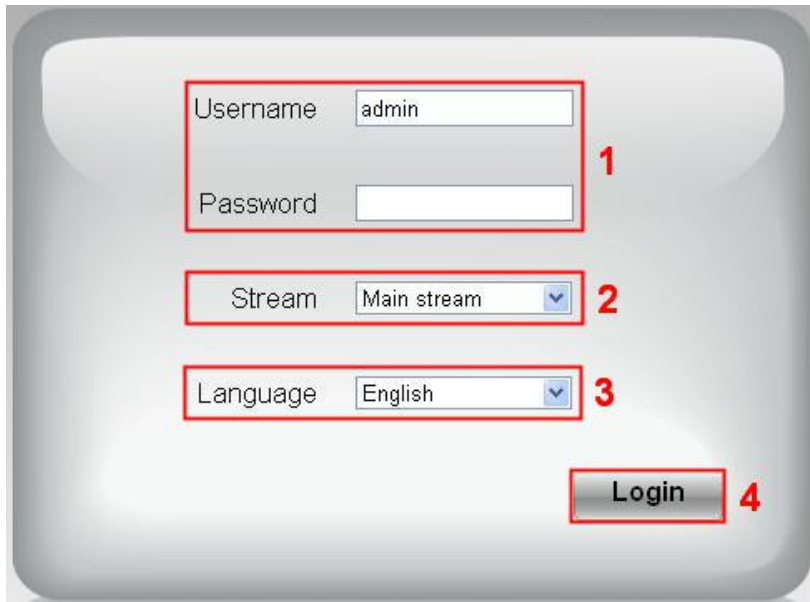 Username admin
1
Password
Stream Main stream 2
Language English 3
Login 4